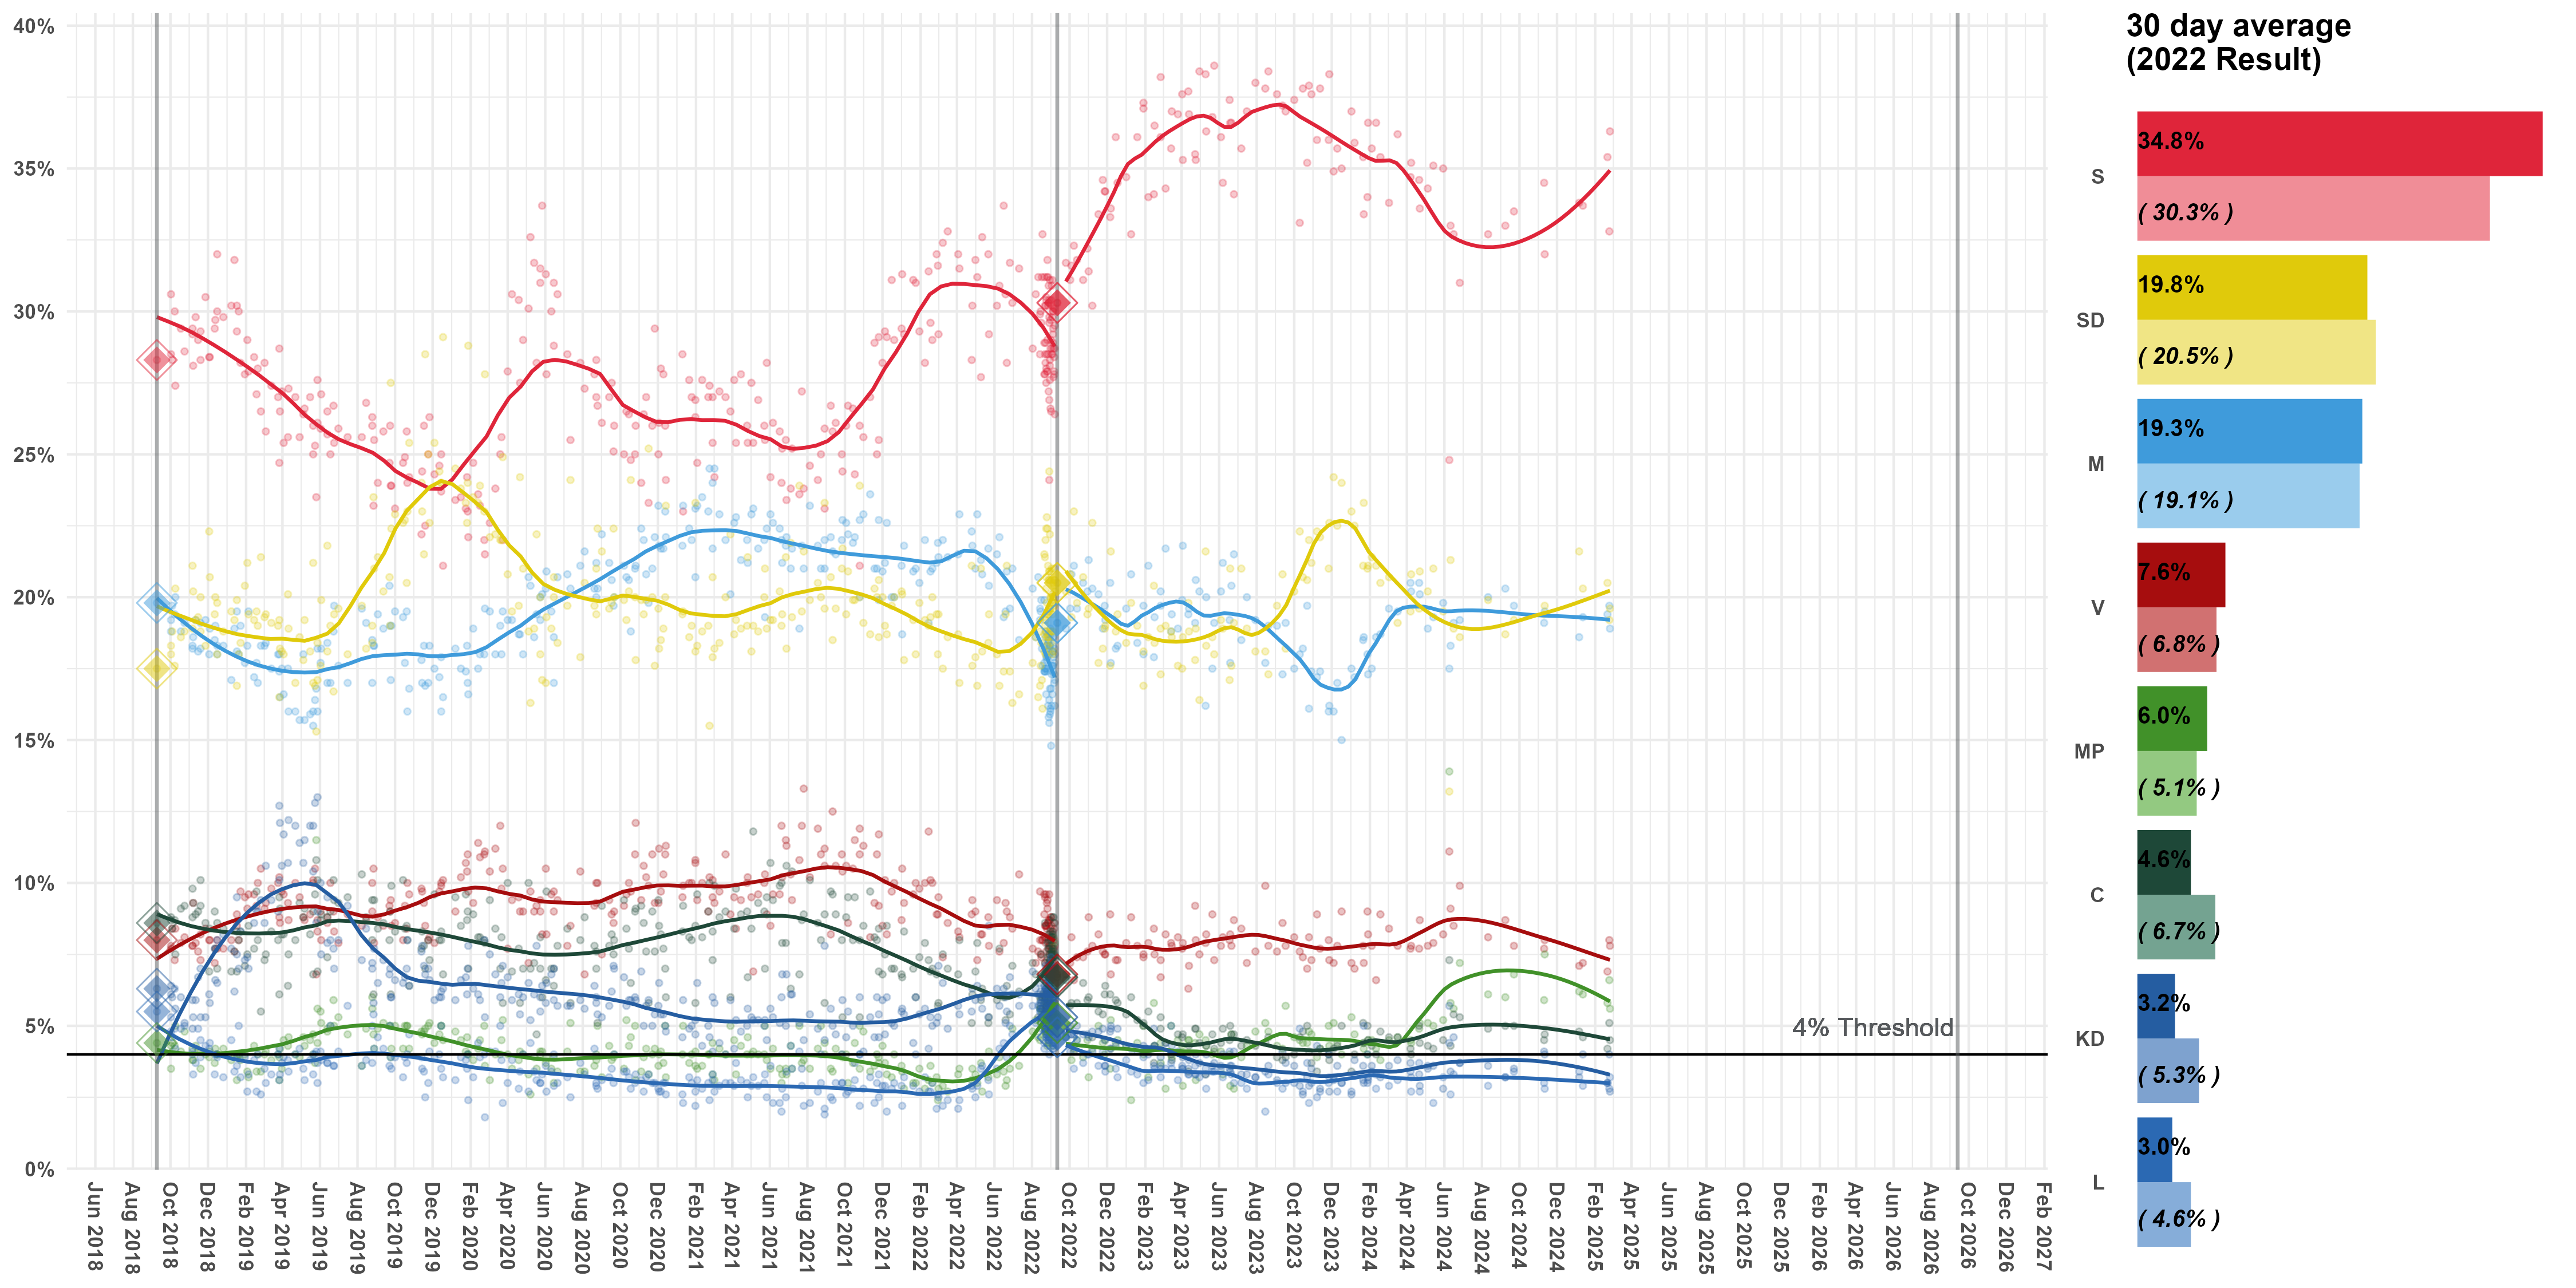 40%
35%
30%
25%
20%
15%
10%
5%
0%
4% Threshold
Jun 2018
Aug 2018
Oct 2018
Dec 2018
Feb 2019
Apr 2019
Jun 2019
Aug 2019
Oct 2019
Dec 2019
Feb 2020
Apr 2020
Jun 2020
Aug 2020
Oct 2020
Dec 2020
Feb 2021
Apr 2021
Jun 2021
Aug 2021
Oct 2021
Dec 2021
Feb 2022
Apr 2022
Jun 2022
Aug 2022
Oct 2022
Dec 2022
Feb 2023
Apr 2023
Jun 2023
Aug 2023
Oct 2023
Dec 2023
Feb 2024
Apr 2024
Jun 2024
Aug 2024
Oct 2024
Dec 2024
Feb 2025
Apr 2025
Jun 2025
Aug 2025
Oct 2025
Dec 2025
Feb 2026
Apr 2026
Jun 2026
Aug 2026
Oct 2026
Dec 2026
Feb 2027
30 day average
(2022 Result)
S
34.8%
( 30.3% )
SD
19.8%
( 20.5% )
M
19.3%
( 19.1% )
V
7.6%
( 6.8% )
MP
6.0%
( 5.1% )
C
4.6%
( 6.7% )
KD
3.2%
( 5.3% )
L
3.0%
( 4.6% )